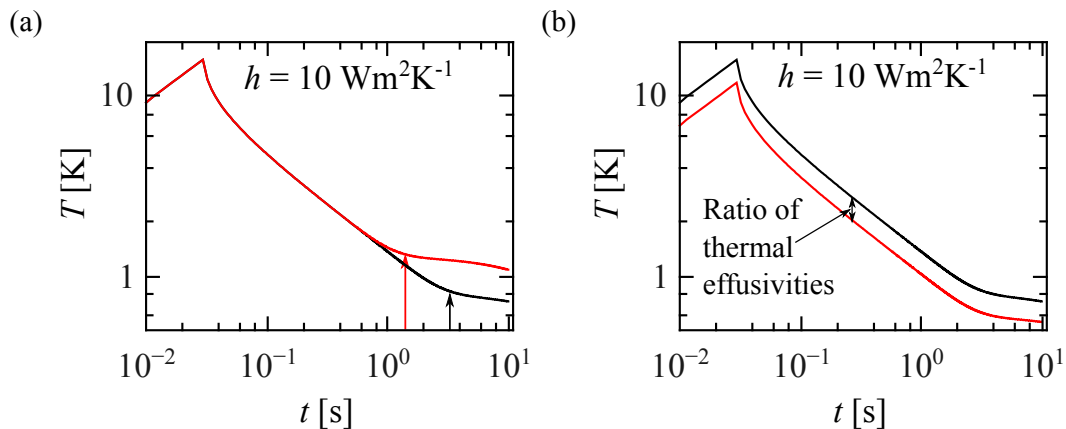 (a)
h = 10 Wm²K⁻¹
10
1
T [K]
10⁻²
10⁻¹
10⁰
10¹
t [s]
(b)
h = 10 Wm²K⁻¹
10
1
T [K]
Ratio of
thermal
effusivities
10⁻²
10⁻¹
10⁰
10¹
t [s]